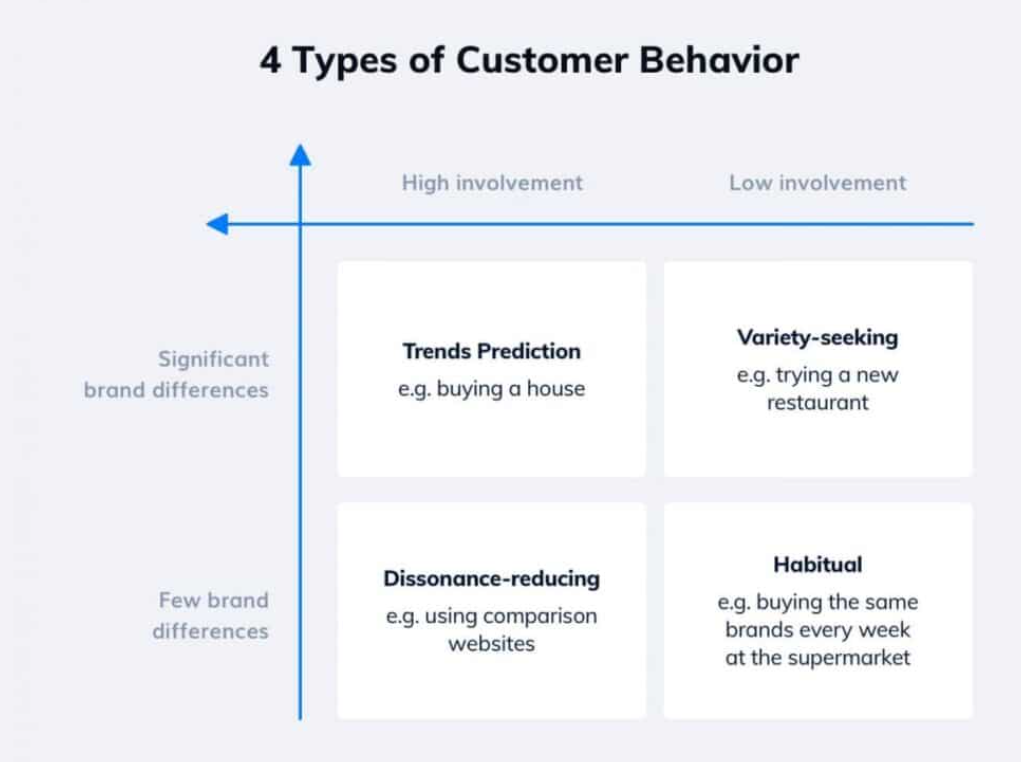 4 Types of Customer Behavior
High involvement
Low involvement
Significant
brand differences
Trends Prediction
e.g. buying a house
Variety-seeking
e.g. trying a new
restaurant
Few brand
differences
Dissonance-reducing
e.g. using comparison
websites
Habitual
e.g. buying the same
brands every week
at the supermarket